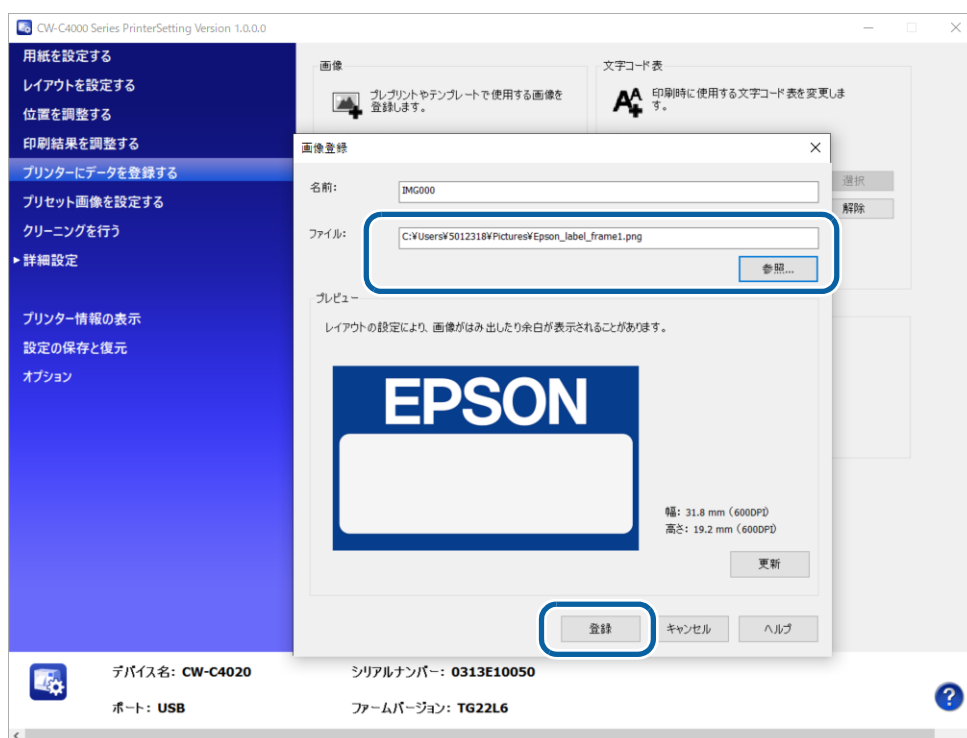 CW-C4000 Series PrinterSetting Version 1.0.0.0
用紙を設定する
レイアウトを設定する
位置を調整する
印刷結果を調整する
プリンターにデータを登録する
プリセット画像を設定する
クリーニングを行う
詳細設定
プリンター情報の表示
設定の保存と復元
オプション
画像
プレプリントやテンプレートで使用する画像を
登録します。
文字コード表
印刷時に使用する文字コード表を変更しま
す。
選択
解除
画像登録
名前:
IMG000
ファイル:
C:¥Users¥5012318¥Pictures¥Epson_label_frame1.png
参照...
プレビュー
レイアウトの設定により、画像がはみ出したり余白が表示されることがあります。
EPSON
幅: 31.8 mm (600DPI)
高さ: 19.2 mm (600DPI)
更新
登録
キャンセル
ヘルプ
デバイス名: CW-C4020
シリアルナンバー: 0313E10050
ポート: USB
ファームバージョン: TG22L6
?